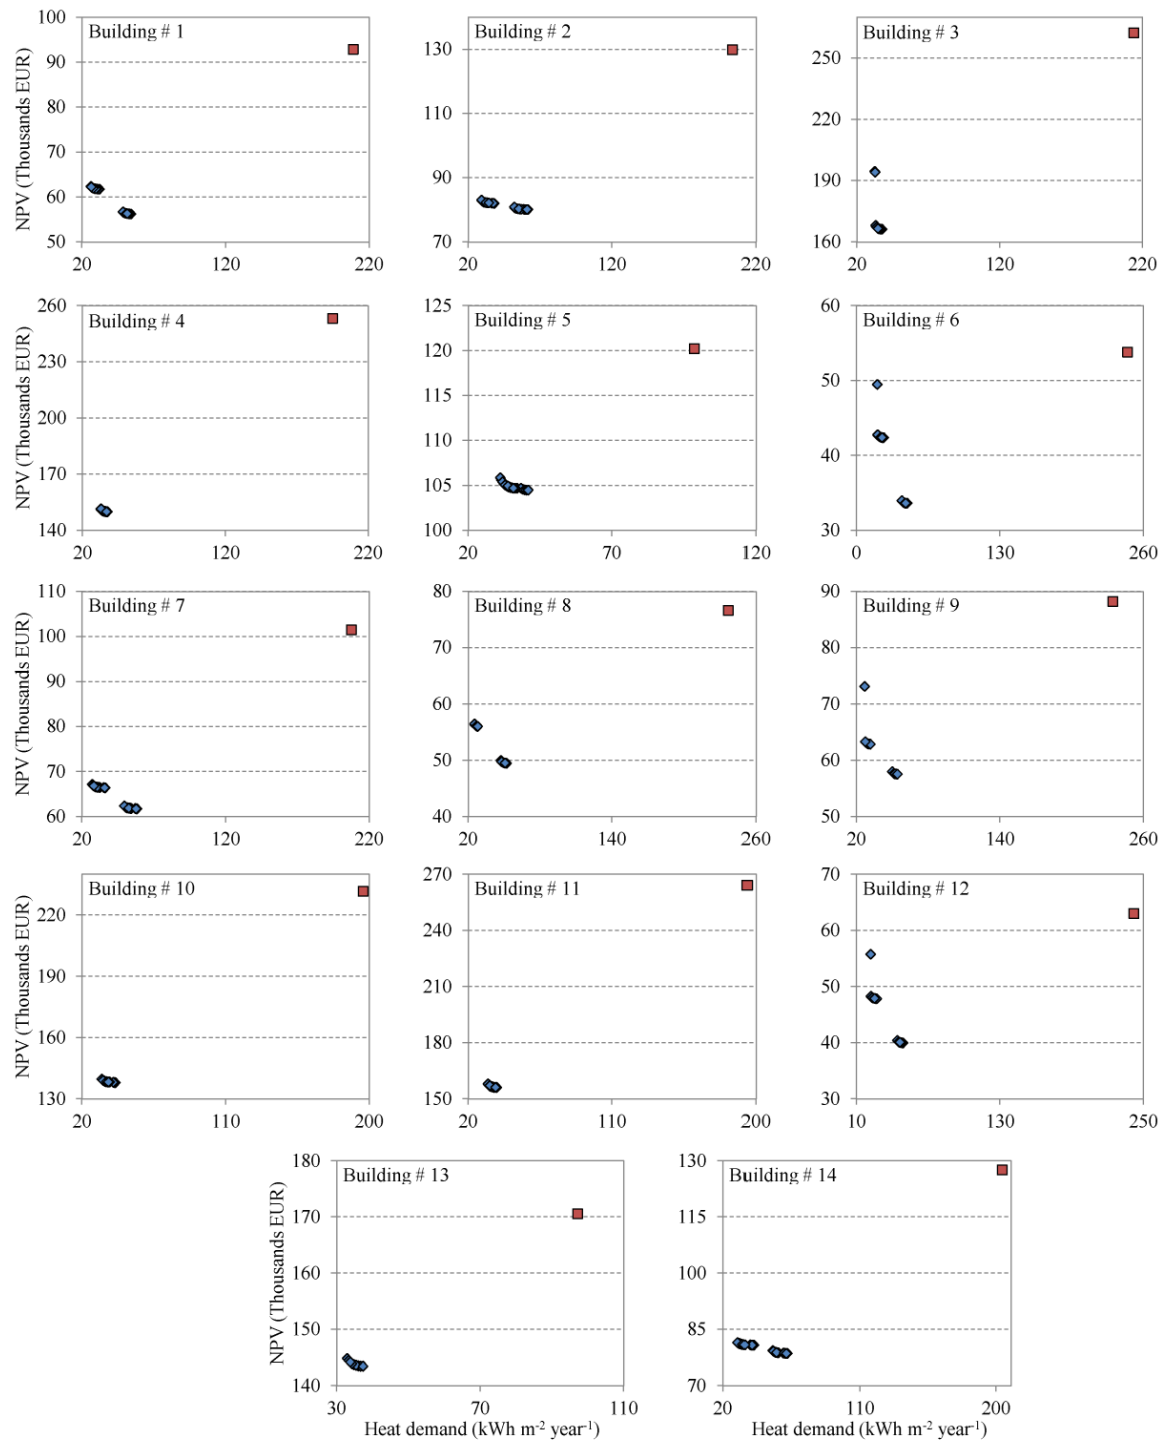 Building # 1
NPV (Thousands EUR)
100
90
80
70
60
50
20 120 220
Building # 2
130
110
90
70
20 120 220
Building # 3
250
220
190
160
20 120 220
Building # 4
NPV (Thousands EUR)
260
230
200
170
140
20 120 220
Building # 5
125
120
115
110
105
100
20 70 120
Building # 6
60
50
40
30
0 130 260
Building # 7
NPV (Thousands EUR)
110
100
90
80
70
60
20 120 220
Building # 8
80
70
60
50
40
20 140 260
Building # 9
90
80
70
60
50
20 140 260
Building # 10
NPV (Thousands EUR)
220
190
160
130
20 110 200
Building # 11
270
240
210
180
150
20 110 200
Building # 12
70
60
50
40
30
10 130 250
Building # 13
NPV (Thousands EUR)
180
170
160
150
140
30 70 110
Heat demand (kWh m⁻² year⁻¹)
Building # 14
130
115
100
85
70
20 110 200
Heat demand (kWh m⁻² year⁻¹)